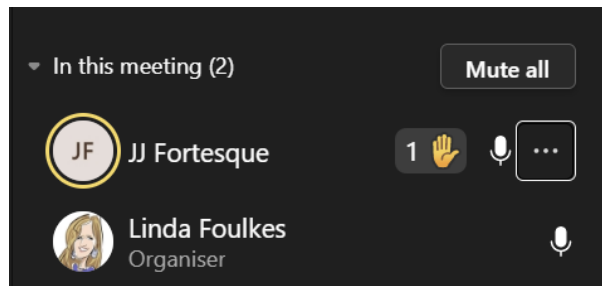 In this meeting (2)
Mute all
JF
JJ Fortesque
1
Linda Foulkes
Organiser